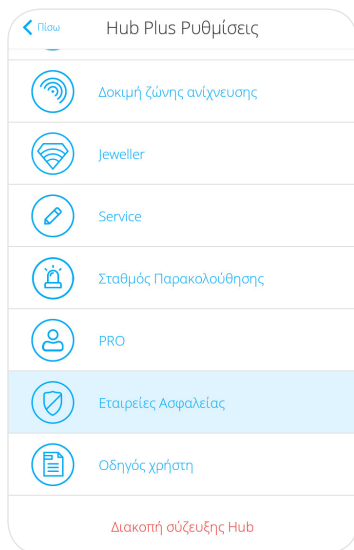 Πίσω
Hub Plus Ρυθμίσεις
Δοκιμή ζώνης ανίχνευσης
Jeweller
Service
Σταθμός Παρακολούθησης
PRO
Εταιρείες Ασφαλείας
Οδηγός χρήστη
Διακοπή σύζευξης Hub